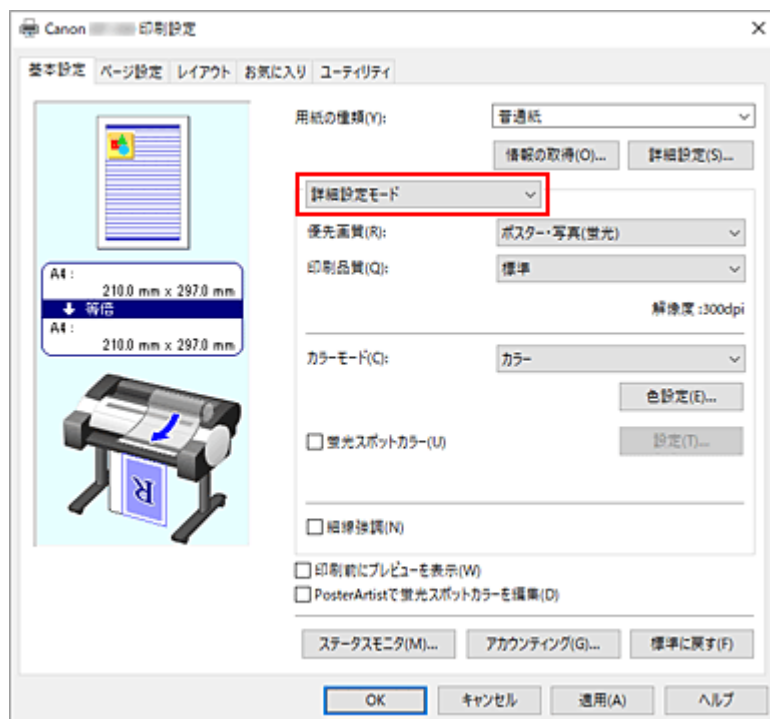 Canon 印刷設定
基本設定 ページ設定 レイアウト お気に入り ユーティリティ
用紙の種類(Y): 普通紙
情報の取得(O)... 詳細設定(S)...
詳細設定モード
優先画質(R): ポスター・写真(蛍光)
印刷品質(Q): 標準
解像度 :300dpi
A4 :
210.0 mm x 297.0 mm
等倍
A4 :
210.0 mm x 297.0 mm
カラーモード(C): カラー
色設定(E)...
蛍光スポットカラー(U) 設定(T)...
R
細線強調(N)
印刷前にプレビューを表示(W)
PosterArtistで蛍光スポットカラーを編集(D)
ステータスモニタ(M)... アカウンティング(G)... 標準に戻す(F)
OK キャンセル 適用(A) ヘルプ